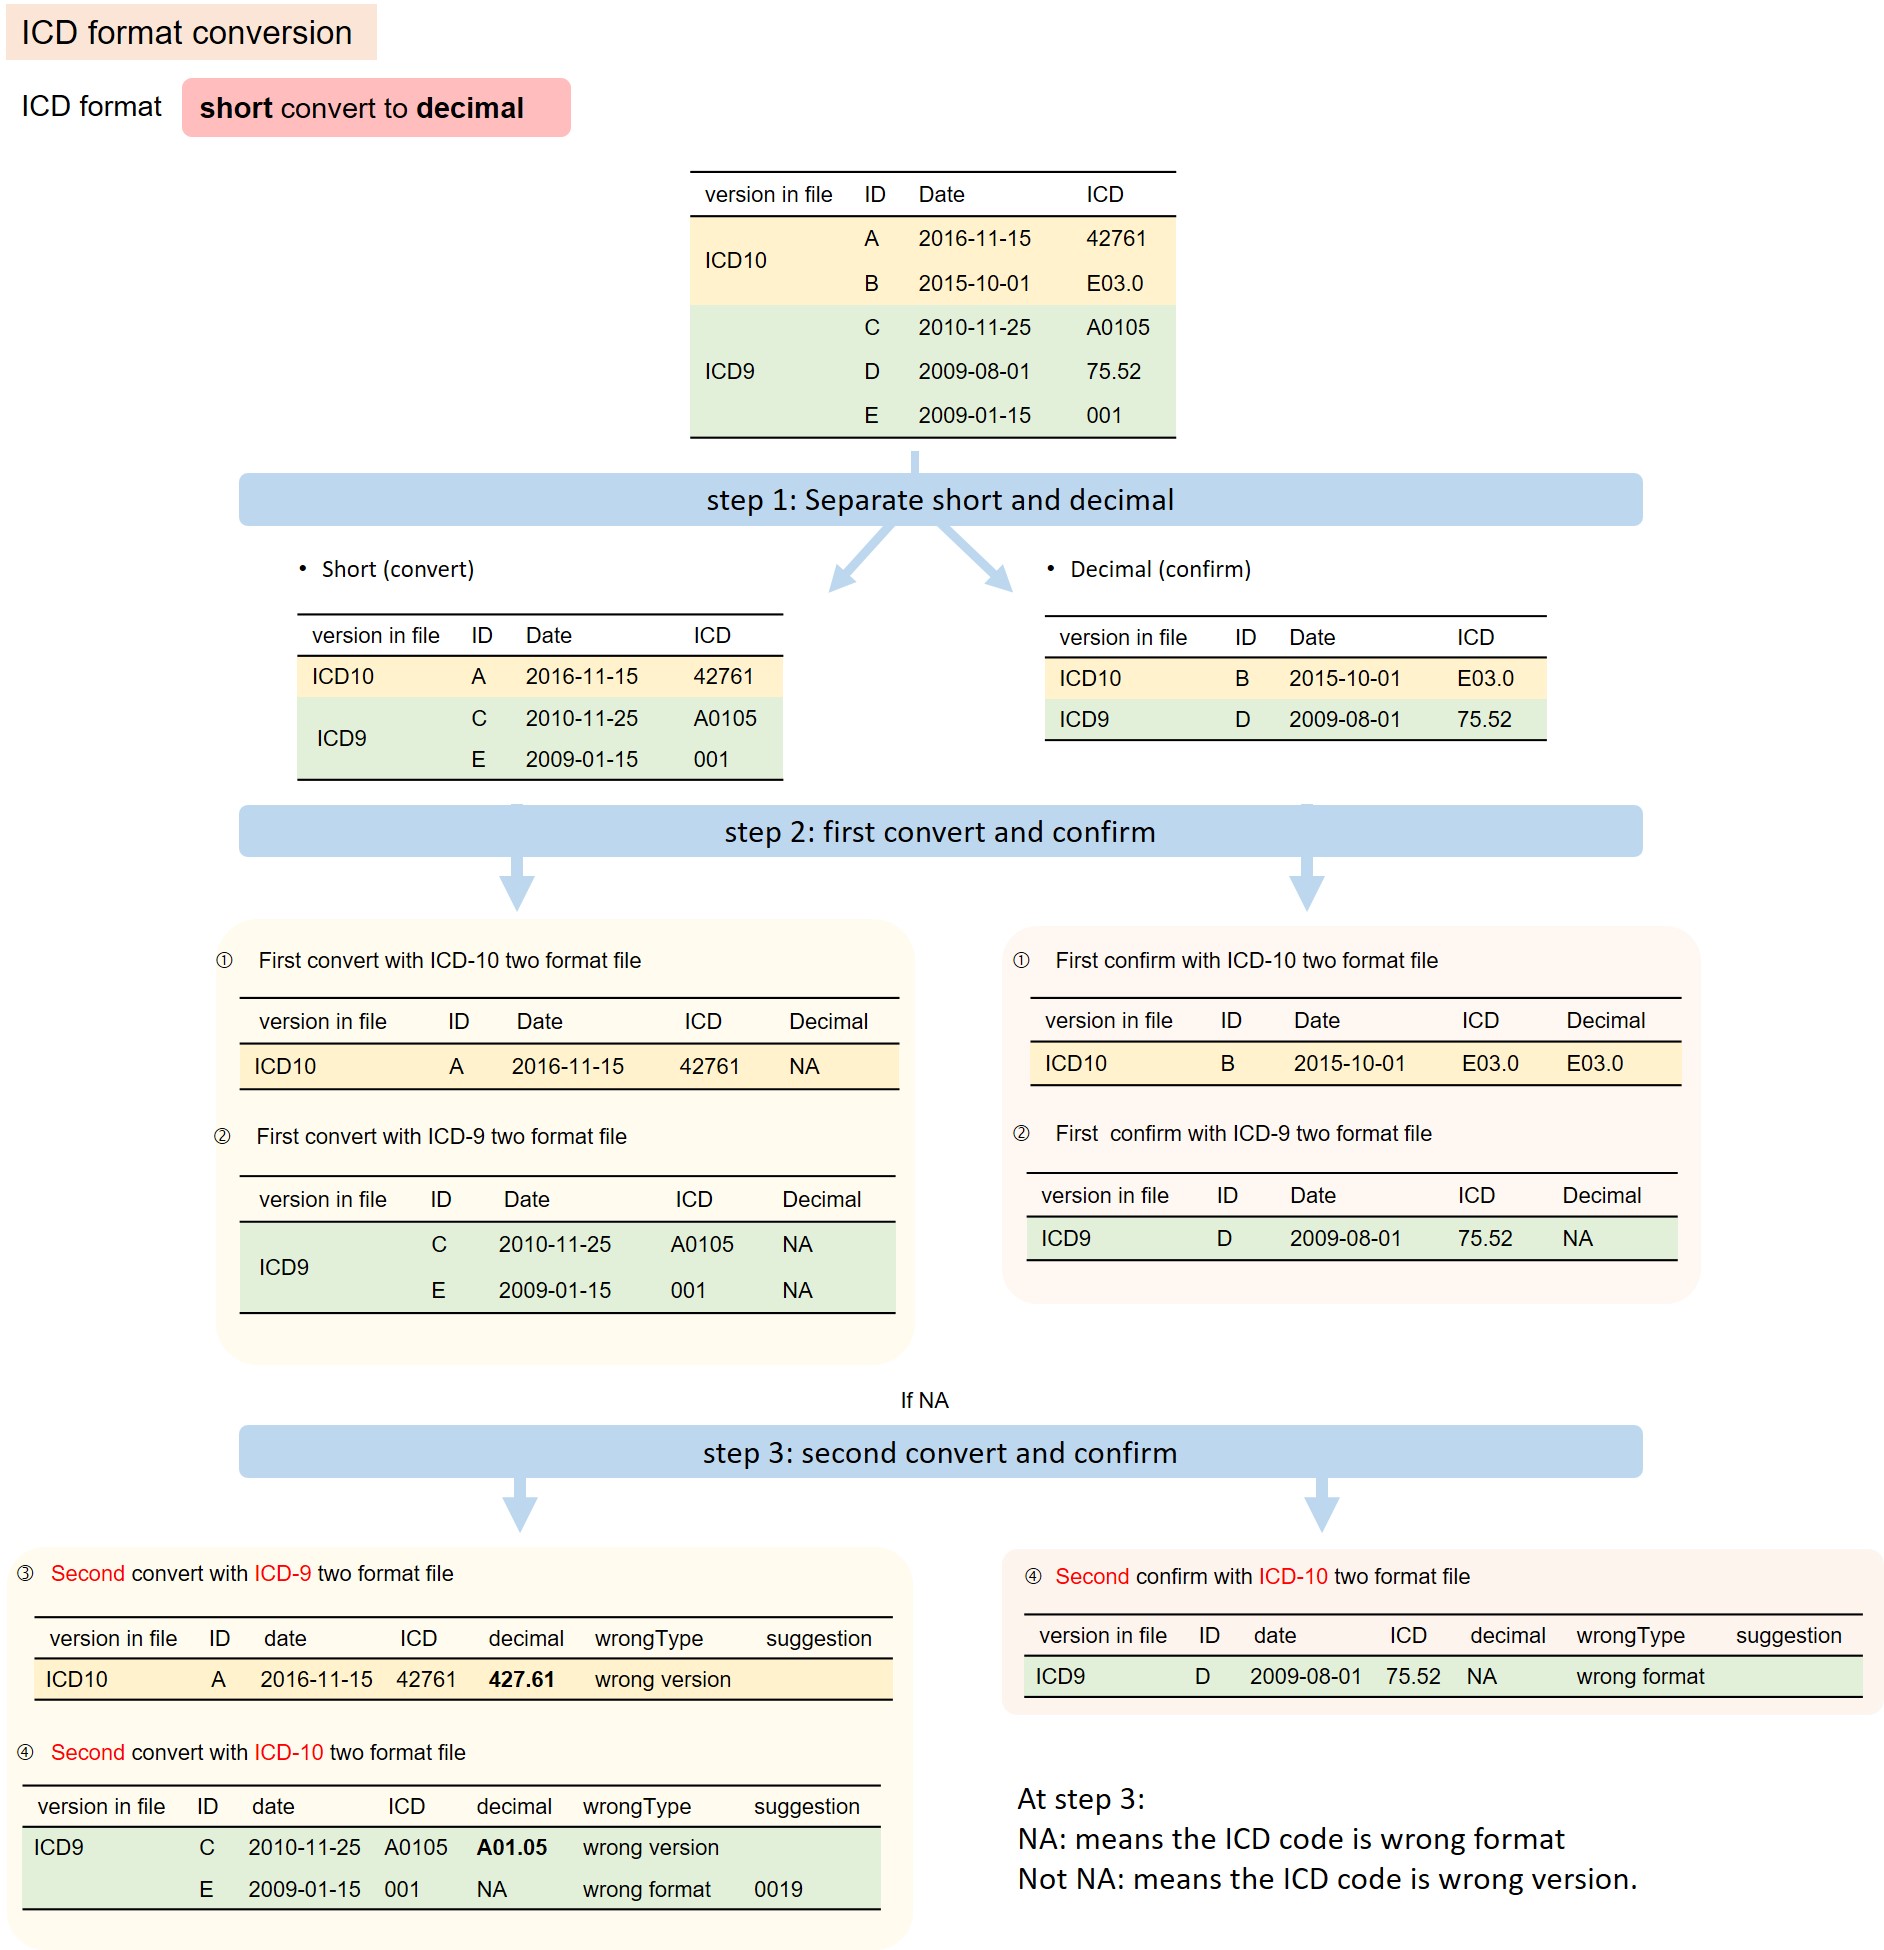 ICD format conversion
ICD format short convert to decimal
version in file ID Date ICD
ICD10 A 2016-11-15 42761
B 2015-10-01 E03.0
ICD9 C 2010-11-25 A0105
D 2009-08-01 75.52
E 2009-01-15 001
step 1: Separate short and decimal
• Short (convert)
version in file ID Date ICD
ICD10 A 2016-11-15 42761
ICD9 C 2010-11-25 A0105
E 2009-01-15 001
• Decimal (confirm)
version in file ID Date ICD
ICD10 B 2015-10-01 E03.0
ICD9 D 2009-08-01 75.52
step 2: first convert and confirm
① First convert with ICD-10 two format file
version in file ID Date ICD Decimal
ICD10 A 2016-11-15 42761 NA
② First convert with ICD-9 two format file
version in file ID Date ICD Decimal
ICD9 C 2010-11-25 A0105 NA
E 2009-01-15 001 NA
① First confirm with ICD-10 two format file
version in file ID Date ICD Decimal
ICD10 B 2015-10-01 E03.0 E03.0
② First confirm with ICD-9 two format file
version in file ID Date ICD Decimal
ICD9 D 2009-08-01 75.52 NA
If NA
step 3: second convert and confirm
③ Second convert with ICD-9 two format file
version in file ID date ICD decimal wrongType suggestion
ICD10 A 2016-11-15 42761 427.61 wrong version
④ Second convert with ICD-10 two format file
version in file ID date ICD decimal wrongType suggestion
ICD9 C 2010-11-25 A0105 A01.05 wrong version
E 2009-01-15 001 NA wrong format 0019
④ Second confirm with ICD-10 two format file
version in file ID date ICD decimal wrongType suggestion
ICD9 D 2009-08-01 75.52 NA wrong format
At step 3:
NA: means the ICD code is wrong format
Not NA: means the ICD code is wrong version.